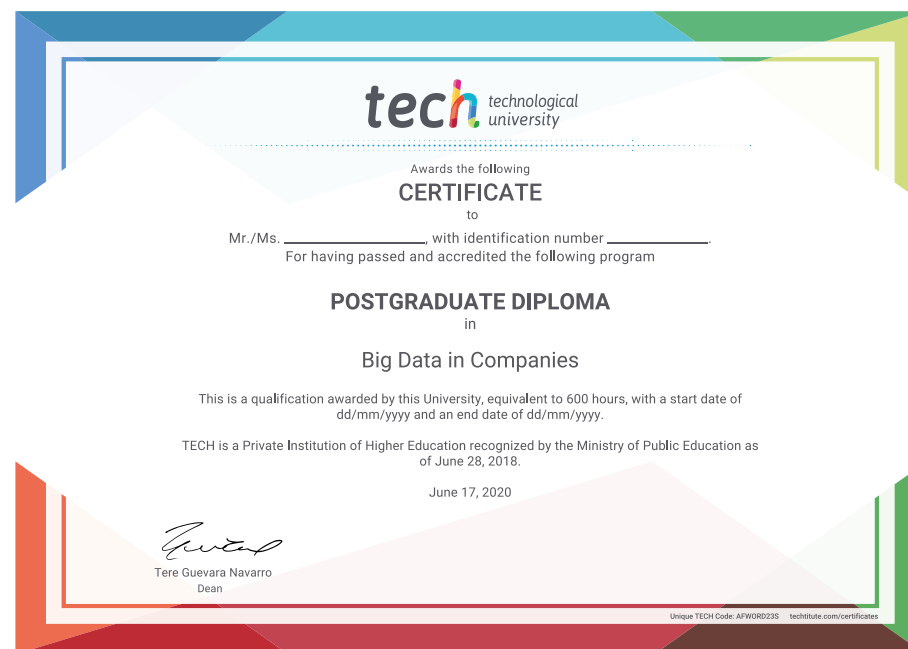 tech technological
university
Awards the following
CERTIFICATE
to
Mr./Ms. ____________________, with identification number ______________.
For having passed and accredited the following program
POSTGRADUATE DIPLOMA
in
Big Data in Companies
This is a qualification awarded by this University, equivalent to 600 hours, with a start date of
dd/mm/yyyy and an end date of dd/mm/yyyy.
TECH is a Private Institution of Higher Education recognized by the Ministry of Public Education as
of June 28, 2018.
June 17, 2020
Tere Guevara Navarro
Dean
Unique TECH Code: AFWORD23S techtitute.com/certificates